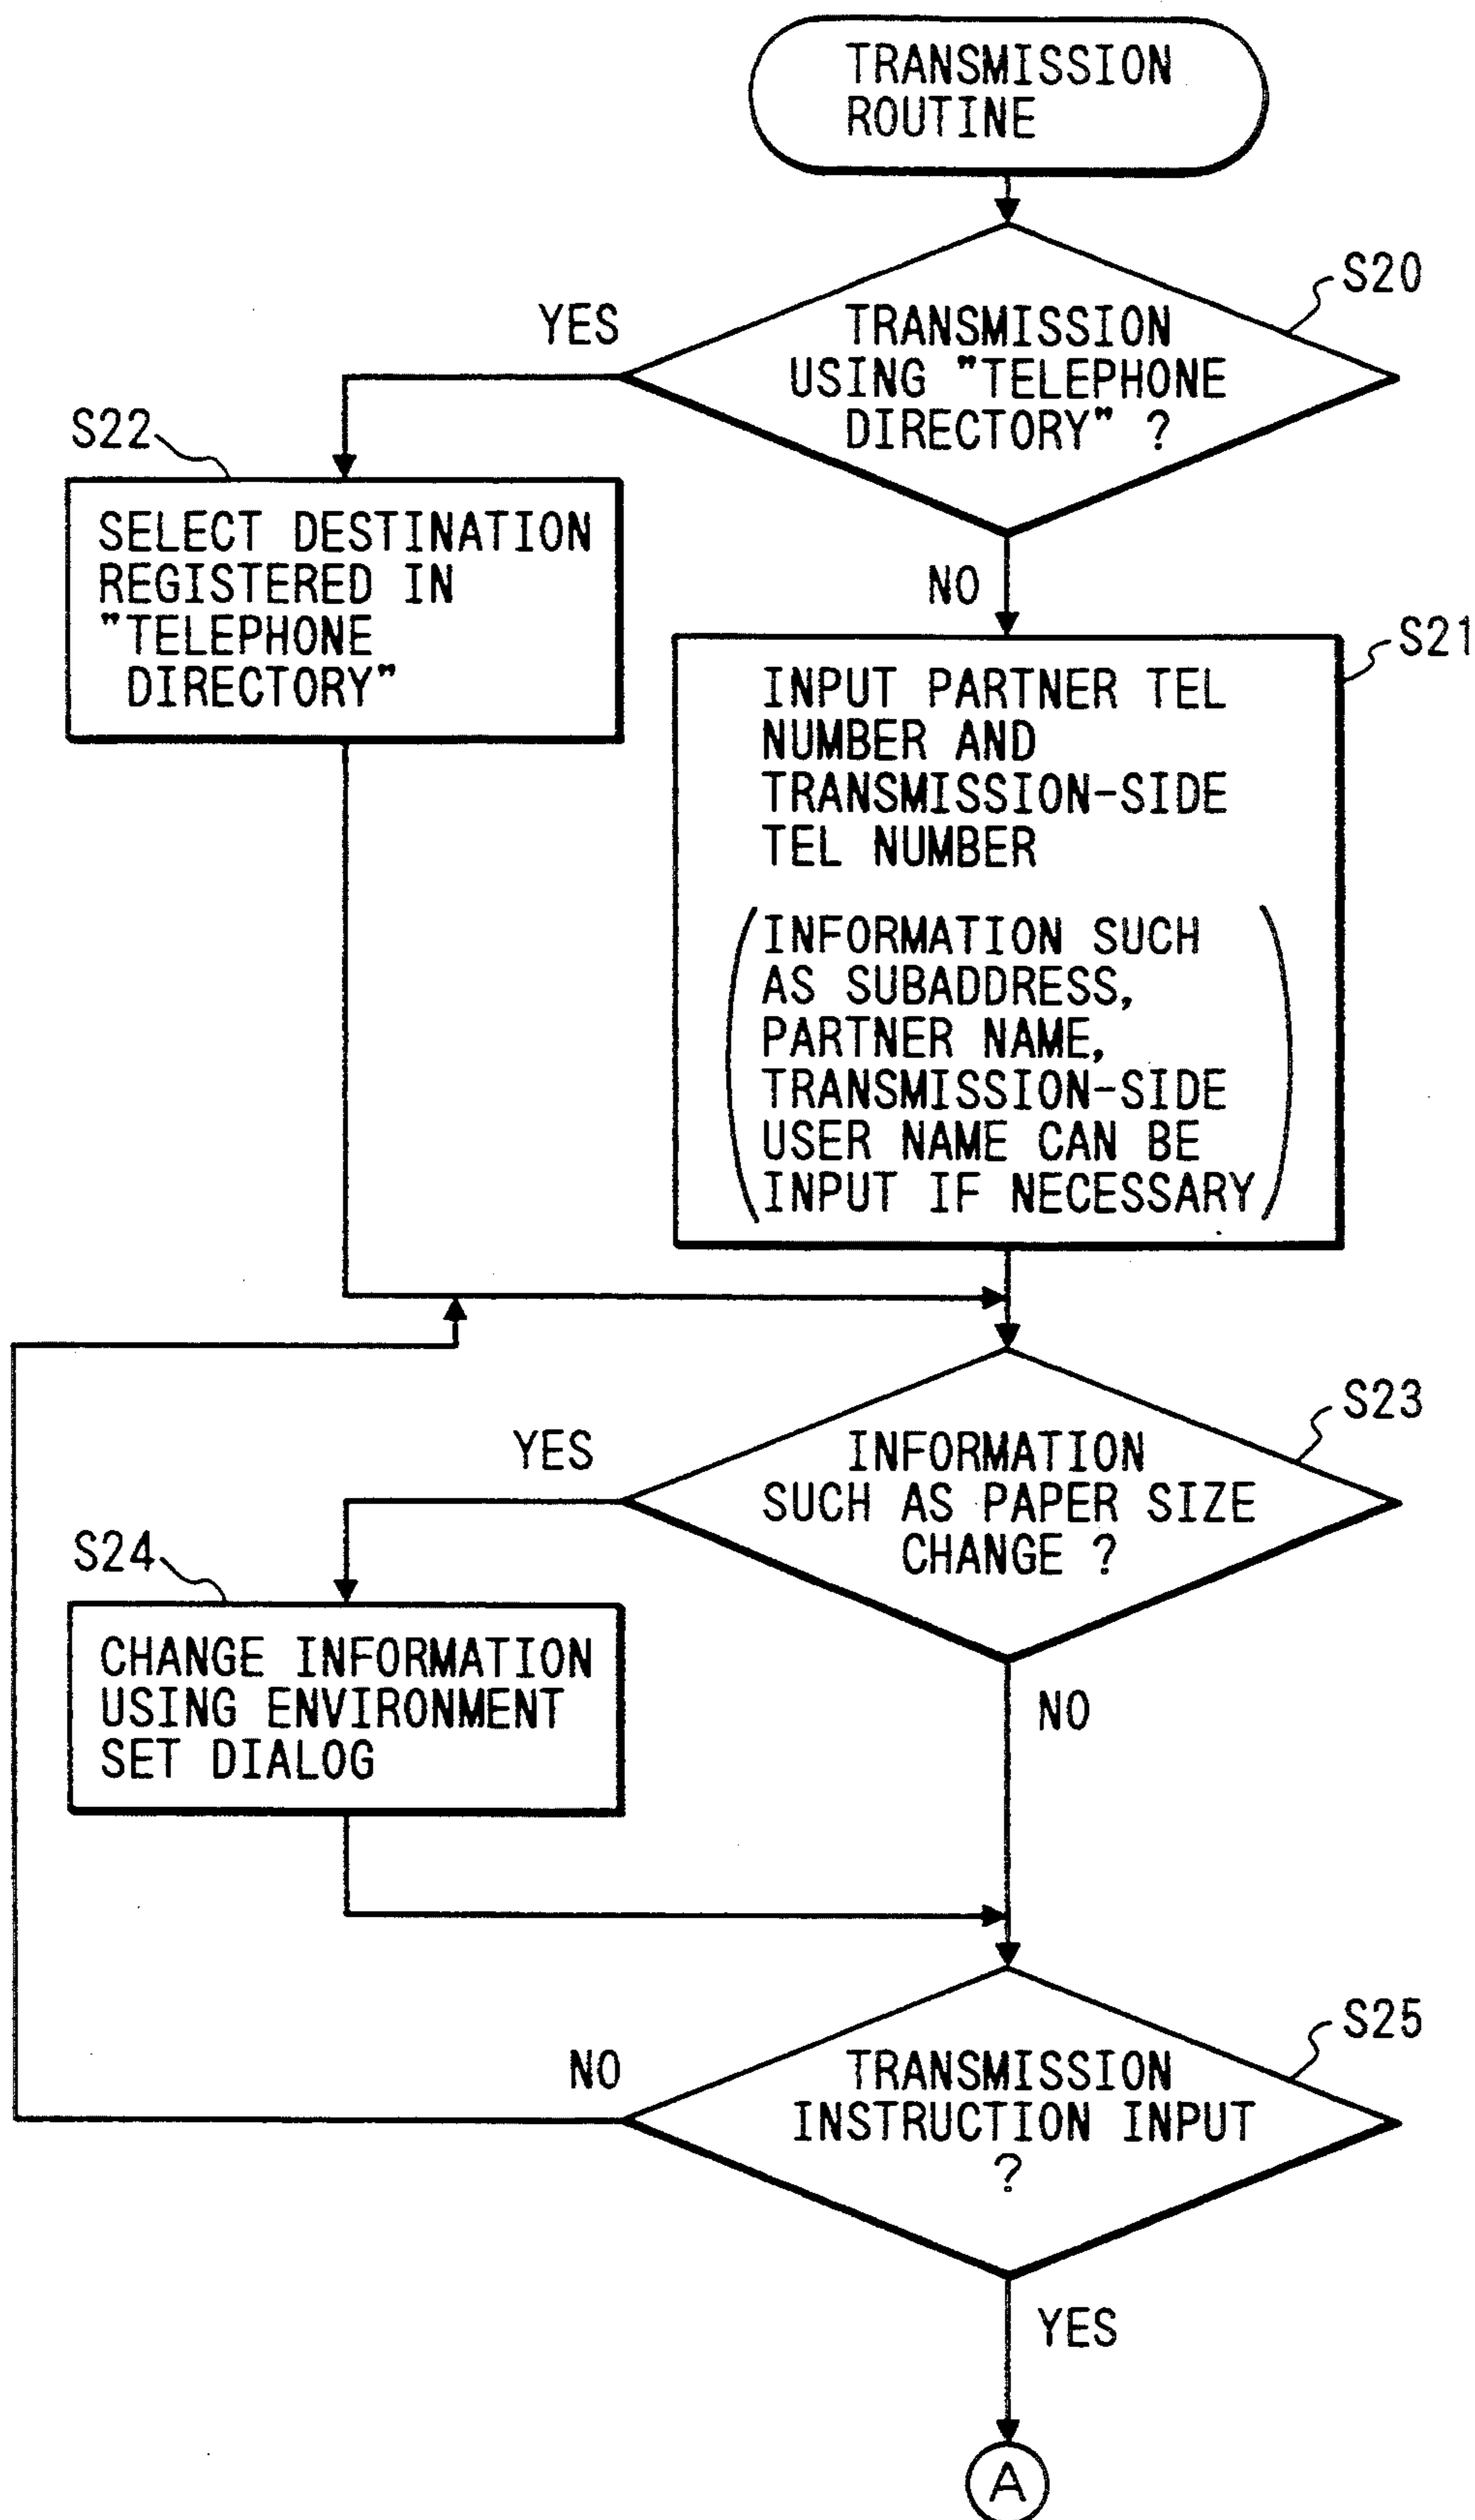 TRANSMISSION
ROUTINE
S20
YES
TRANSMISSION
USING "TELEPHONE
DIRECTORY" ?
S22
SELECT DESTINATION
REGISTERED IN
"TELEPHONE
DIRECTORY"
NO
S21
INPUT PARTNER TEL
NUMBER AND
TRANSMISSION-SIDE
TEL NUMBER
(INFORMATION SUCH
AS SUBADDRESS,
PARTNER NAME,
TRANSMISSION-SIDE
USER NAME CAN BE
INPUT IF NECESSARY)
S23
YES
INFORMATION
SUCH AS PAPER SIZE
CHANGE ?
S24
CHANGE INFORMATION
USING ENVIRONMENT
SET DIALOG
NO
S25
NO
TRANSMISSION
INSTRUCTION INPUT
?
YES
A